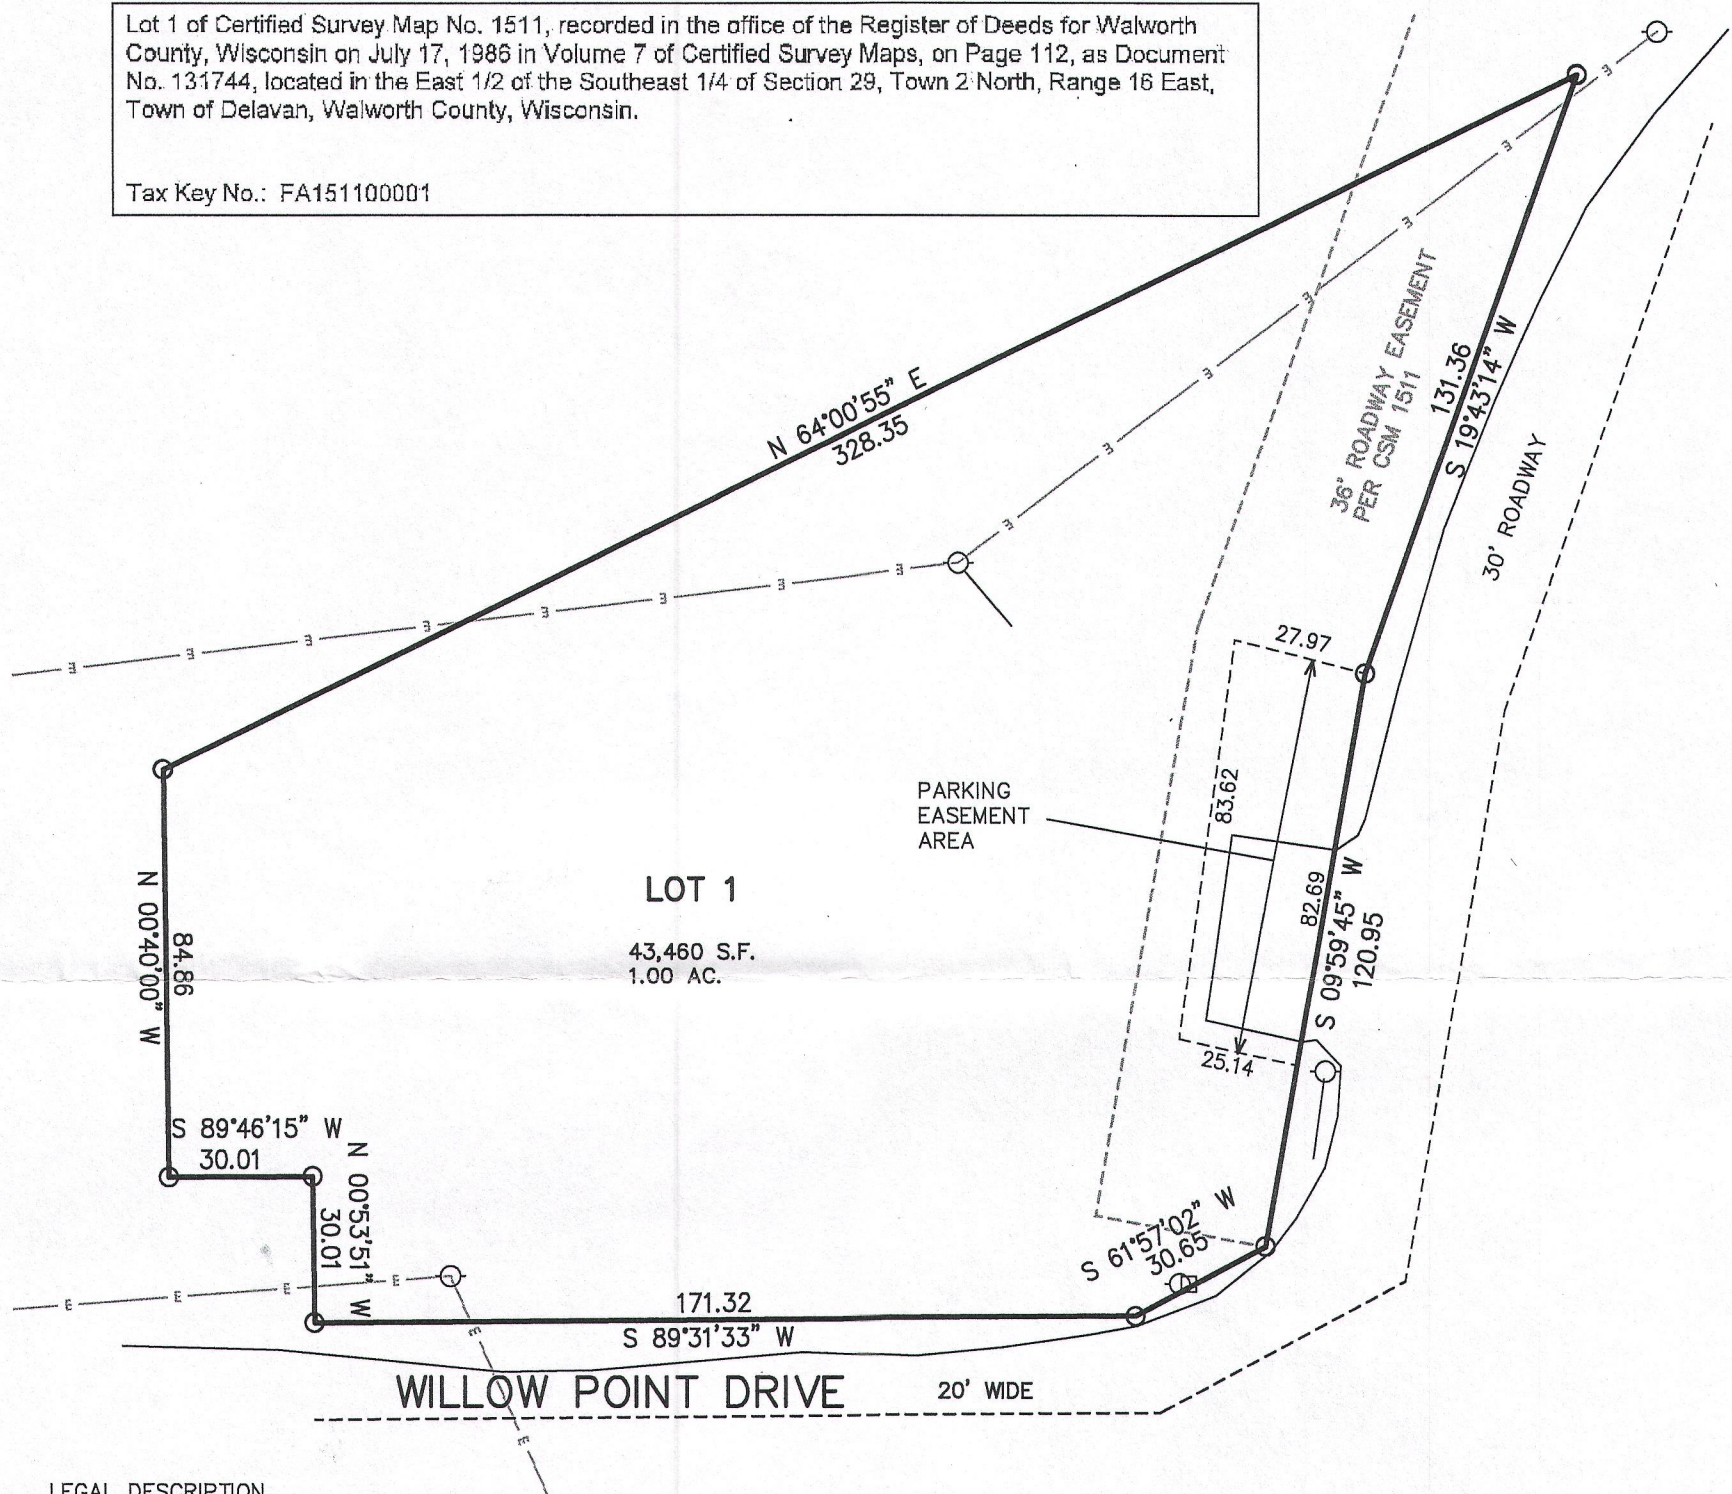 Lot 1 of Certified Survey Map No. 1511, recorded in the office of the Register of Deeds for Walworth
County, Wisconsin on July 17, 1986 in Volume 7 of Certified Survey Maps, on Page 112, as Document
No. 131744, located in the East 1/2 of the Southeast 1/4 of Section 29, Town 2 North, Range 16 East,
Town of Delavan, Walworth County, Wisconsin.
Tax Key No.: FA151100001
N 64°00'55" E
328.35
36' ROADWAY EASEMENT
PER CSM 1511
131.36
S 19°43'14" W
30' ROADWAY
27.97
83.62
PARKING
EASEMENT
AREA
82.69
S 09°59'45" W
120.95
25.14
LOT 1
43,460 S.F.
1.00 AC.
84.86
N 00°40'00" W
S 89°46'15" W
30.01
N 00°53'51" W
30.01
S 61°57'02" W
30.65
171.32
S 89°31'33" W
WILLOW POINT DRIVE
20' WIDE
E E E E E E E E
E E E E E E E
E E E E
E
E
LEGAL DESCRIPTION